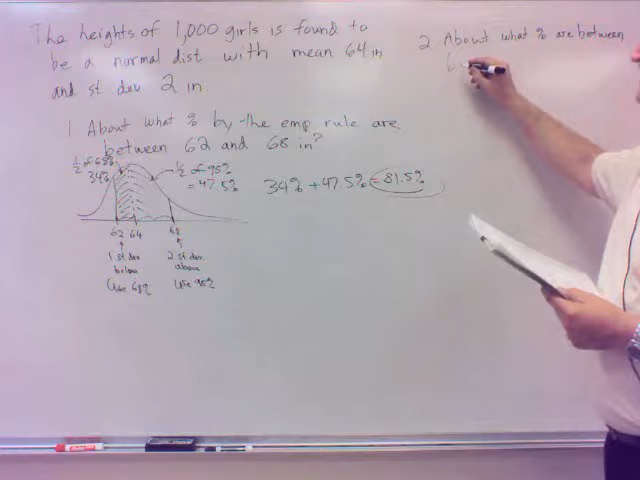 The heights of 1,000 girls is found to
be a normal dist with mean 64 in
and st dev 2 in.
1 About what % by the emp rule are
between 62 and 68 in?
1/2 of 68%
34%
1/2 of 95%
= 47.5%
34% + 47.5% = 81.5%
62 64 68
1 st. dev.
below
Use 68%
2 st. dev.
above
Use 95%
2 About what % are between
6